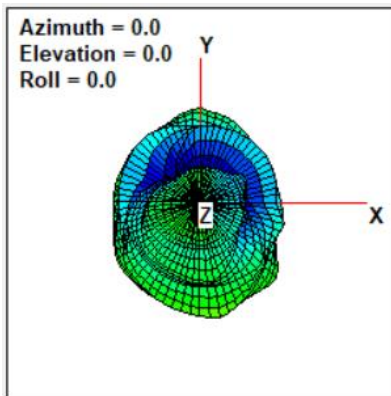 Azimuth = 0.0
Elevation = 0.0
Roll = 0.0
Y
Z
X